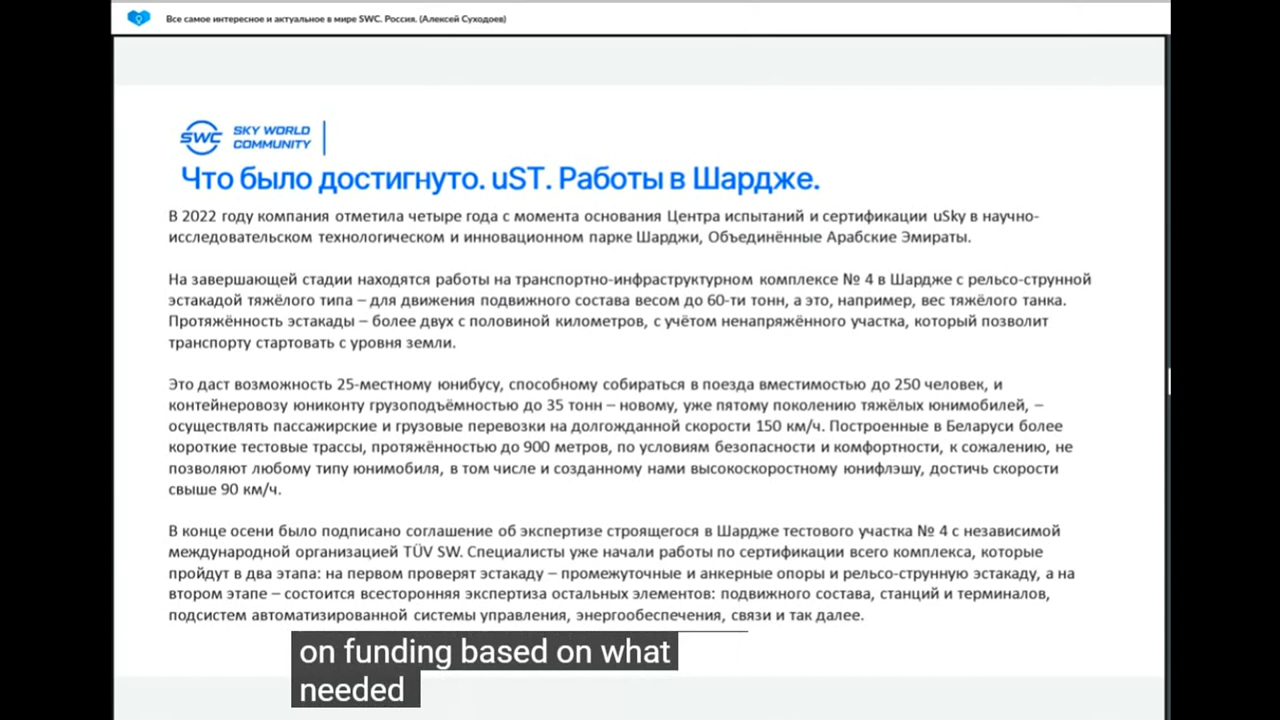 Все самое интересное и актуальное в мире SWC. Россия. (Алексей Суходоев)
SWC SKY WORLD
COMMUNITY
Что было достигнуто. uST. Работы в Шардже.
В 2022 году компания отметила четыре года с момента основания Центра испытаний и сертификации uSky в научно-
исследовательском технологическом и инновационном парке Шарджи, Объединённые Арабские Эмираты.
На завершающей стадии находятся работы на транспортно-инфраструктурном комплексе № 4 в Шардже с рельсо-струнной
эстакадой тяжёлого типа – для движения подвижного состава весом до 60-ти тонн, а это, например, вес тяжёлого танка.
Протяжённость эстакады – более двух с половиной километров, с учётом ненапряжённого участка, который позволит
транспорту стартовать с уровня земли.
Это даст возможность 25-местному юнибусу, способному собираться в поезда вместимостью до 250 человек, и
контейнеровозу юниконту грузоподъёмностью до 35 тонн – новому, уже пятому поколению тяжёлых юнимобилей, –
осуществлять пассажирские и грузовые перевозки на долгожданной скорости 150 км/ч. Построенные в Беларуси более
короткие тестовые трассы, протяжённостью до 900 метров, по условиям безопасности и комфортности, к сожалению, не
позволяют любому типу юнимобиля, в том числе и созданному нами высокоскоростному юнифлэшу, достичь скорости
свыше 90 км/ч.
В конце осени было подписано соглашение об экспертизе строящегося в Шардже тестового участка № 4 с независимой
международной организацией TÜV SW. Специалисты уже начали работы по сертификации всего комплекса, которые
пройдут в два этапа: на первом проверят эстакаду – промежуточные и анкерные опоры и рельсо-струнную эстакаду, а на
втором этапе – состоится всесторонняя экспертиза остальных элементов: подвижного состава, станций и терминалов,
подсистем автоматизированной системы управления, энергообеспечения, связи и так далее.
on funding based on what
needed